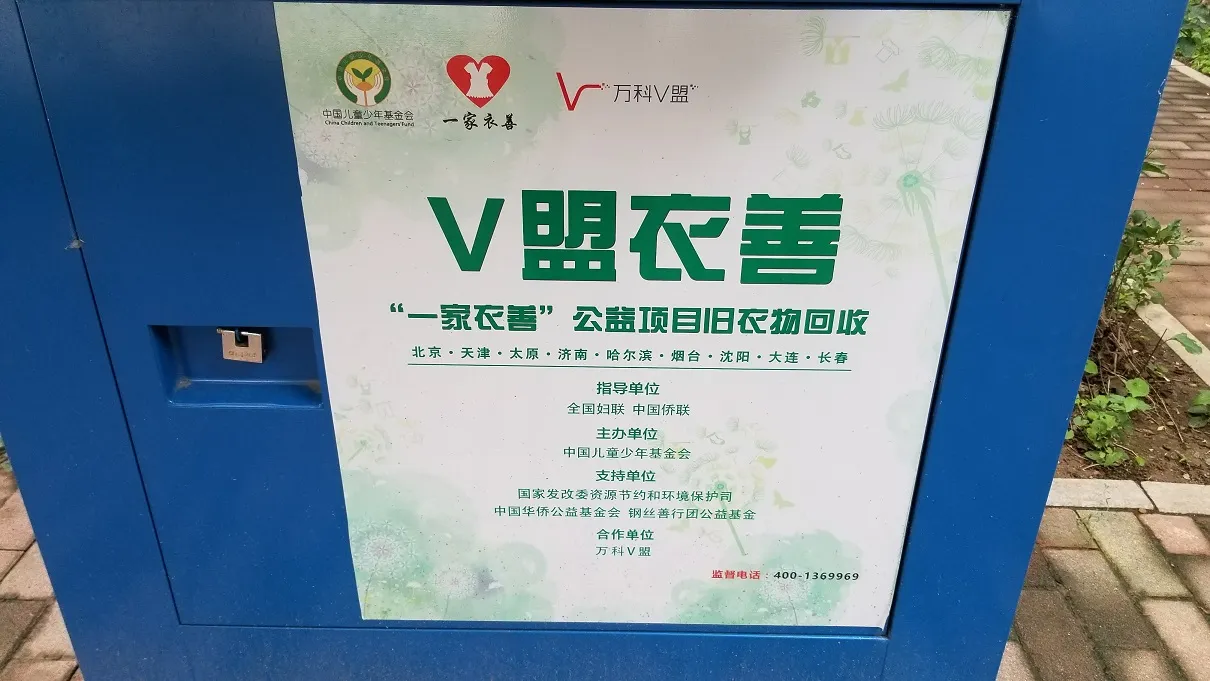 中国儿童少年基金会
China Children and Teenagers' Fund
一家衣善
万科V盟
V盟衣善
“一家衣善”公益项目旧衣物回收
北京·天津·太原·济南·哈尔滨·烟台·沈阳·大连·长春
指导单位
全国妇联 中国侨联
主办单位
中国儿童少年基金会
支持单位
国家发改委资源节约和环境保护司
中国华侨公益基金会 钢丝善行团公益基金
合作单位
万科V盟
监督电话：400-1369969